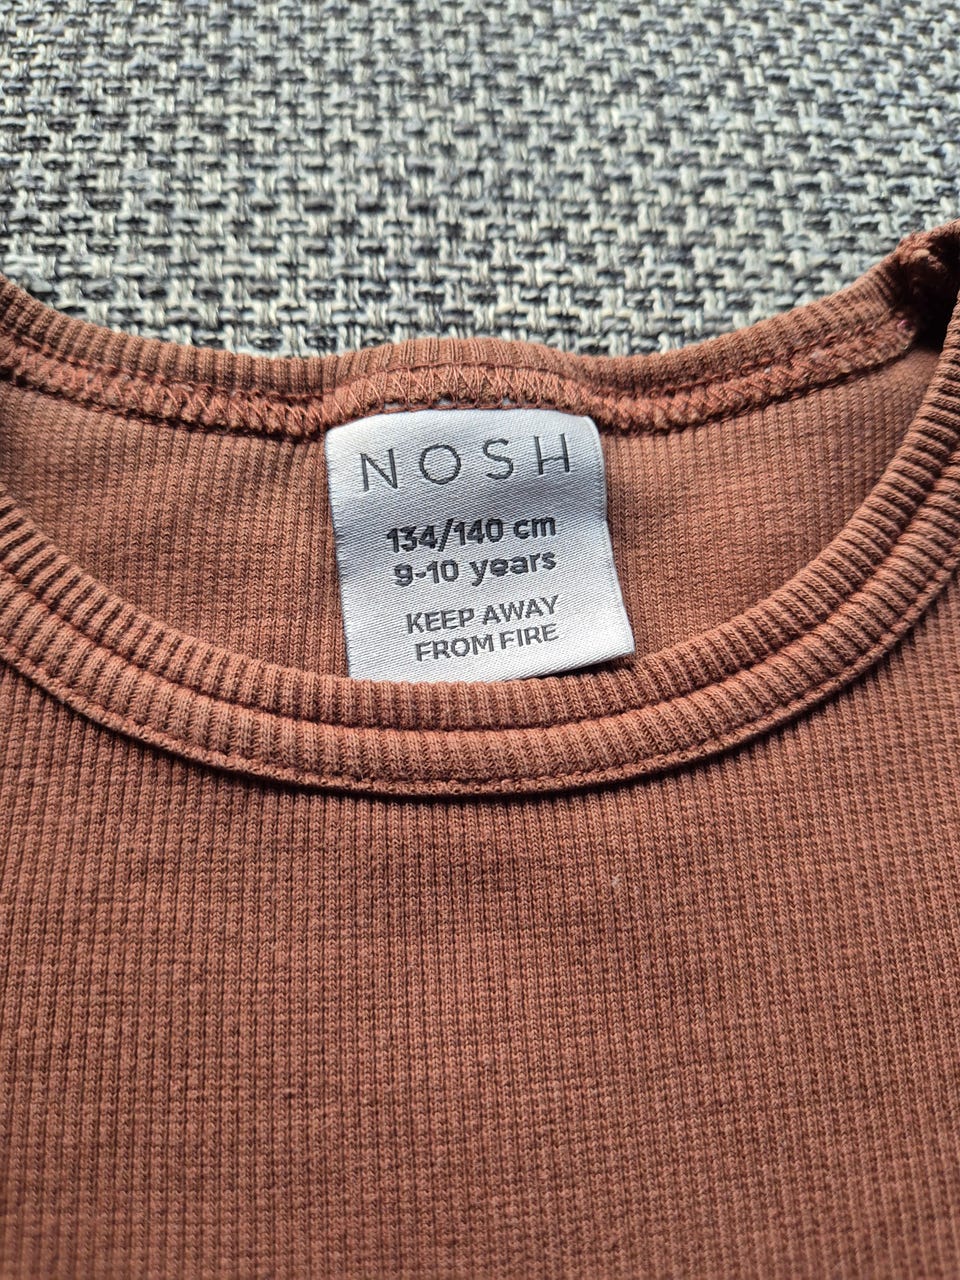 NOSH
134/140 cm
9-10 years
KEEP AWAY
FROM FIRE